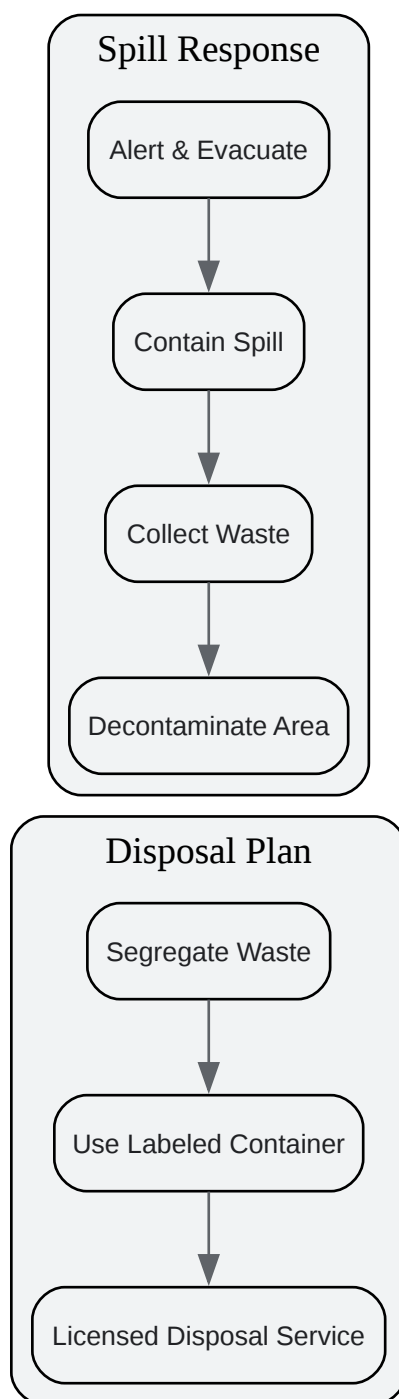 Spill Response
Alert & Evacuate
Contain Spill
Collect Waste
Decontaminate Area
Disposal Plan
Segregate Waste
Use Labeled Container
Licensed Disposal Service